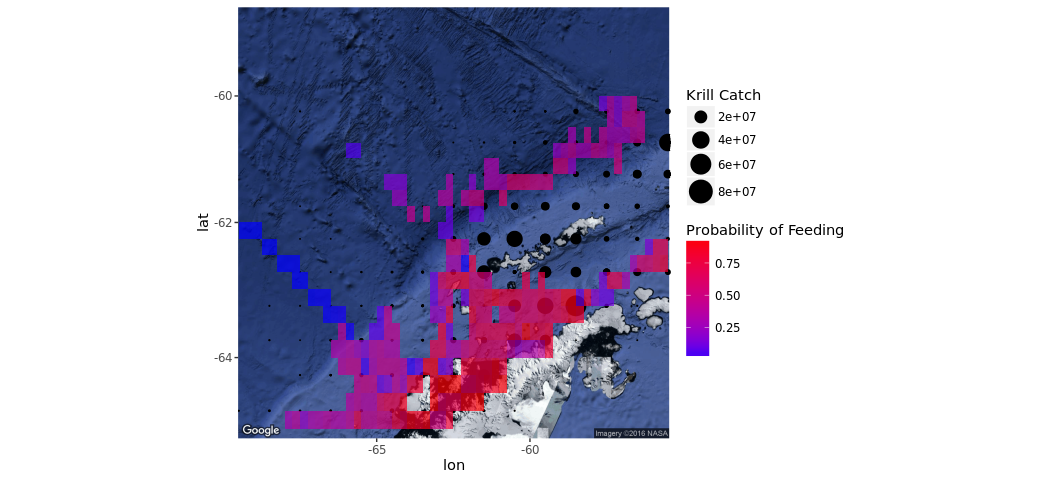 -60
-62
-64
lat
-65
-60
lon
Google
Imagery ©2016 NASA
Krill Catch
2e+07
4e+07
6e+07
8e+07
Probability of Feeding
0.75
0.50
0.25